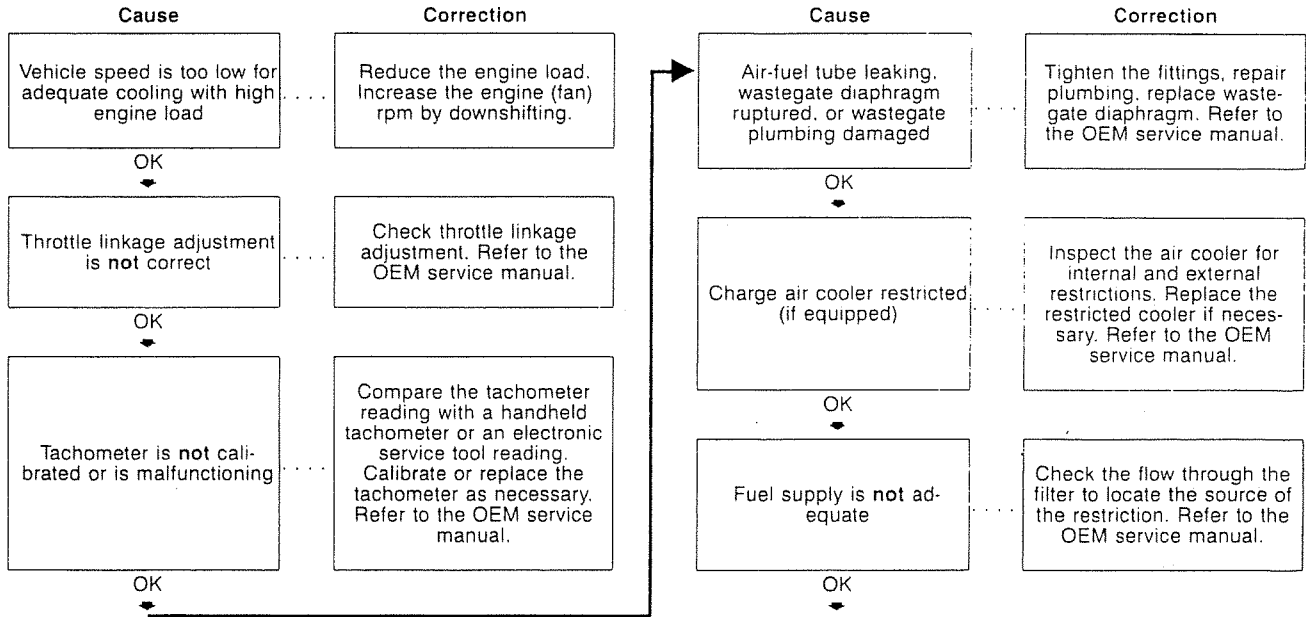 Cause
Correction
Vehicle speed is too low for
adequate cooling with high
engine load
Reduce the engine load.
Increase the engine (fan)
rpm by downshifting.
OK
Throttle linkage adjustment
is not correct
Check throttle linkage
adjustment. Refer to the
OEM service manual.
OK
Tachometer is not cali-
brated or is malfunctioning
Compare the tachometer
reading with a handheld
tachometer or an electronic
service tool reading.
Calibrate or replace the
tachometer as necessary.
Refer to the OEM service
manual.
OK
Cause
Correction
Air-fuel tube leaking,
wastegate diaphragm
ruptured, or wastegate
plumbing damaged
Tighten the fittings, repair
plumbing, replace waste-
gate diaphragm. Refer to
the OEM service manual.
OK
Charge air cooler restricted
(if equipped)
Inspect the air cooler for
internal and external
restrictions. Replace the
restricted cooler if neces-
sary. Refer to the OEM
service manual.
OK
Fuel supply is not ad-
equate
Check the flow through the
filter to locate the source of
the restriction. Refer to the
OEM service manual.
OK